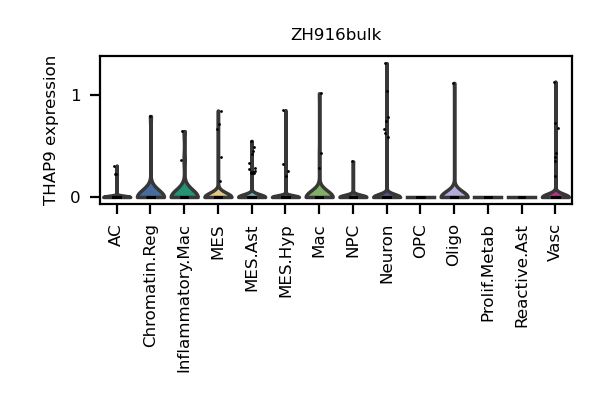 ZH916bulk
THAP9 expression
1
0
AC
Chromatin.Reg
Inflammatory.Mac
MES
MES.Ast
MES.Hyp
Mac
NPC
Neuron
OPC
Oligo
Prolif.Metab
Reactive.Ast
Vasc